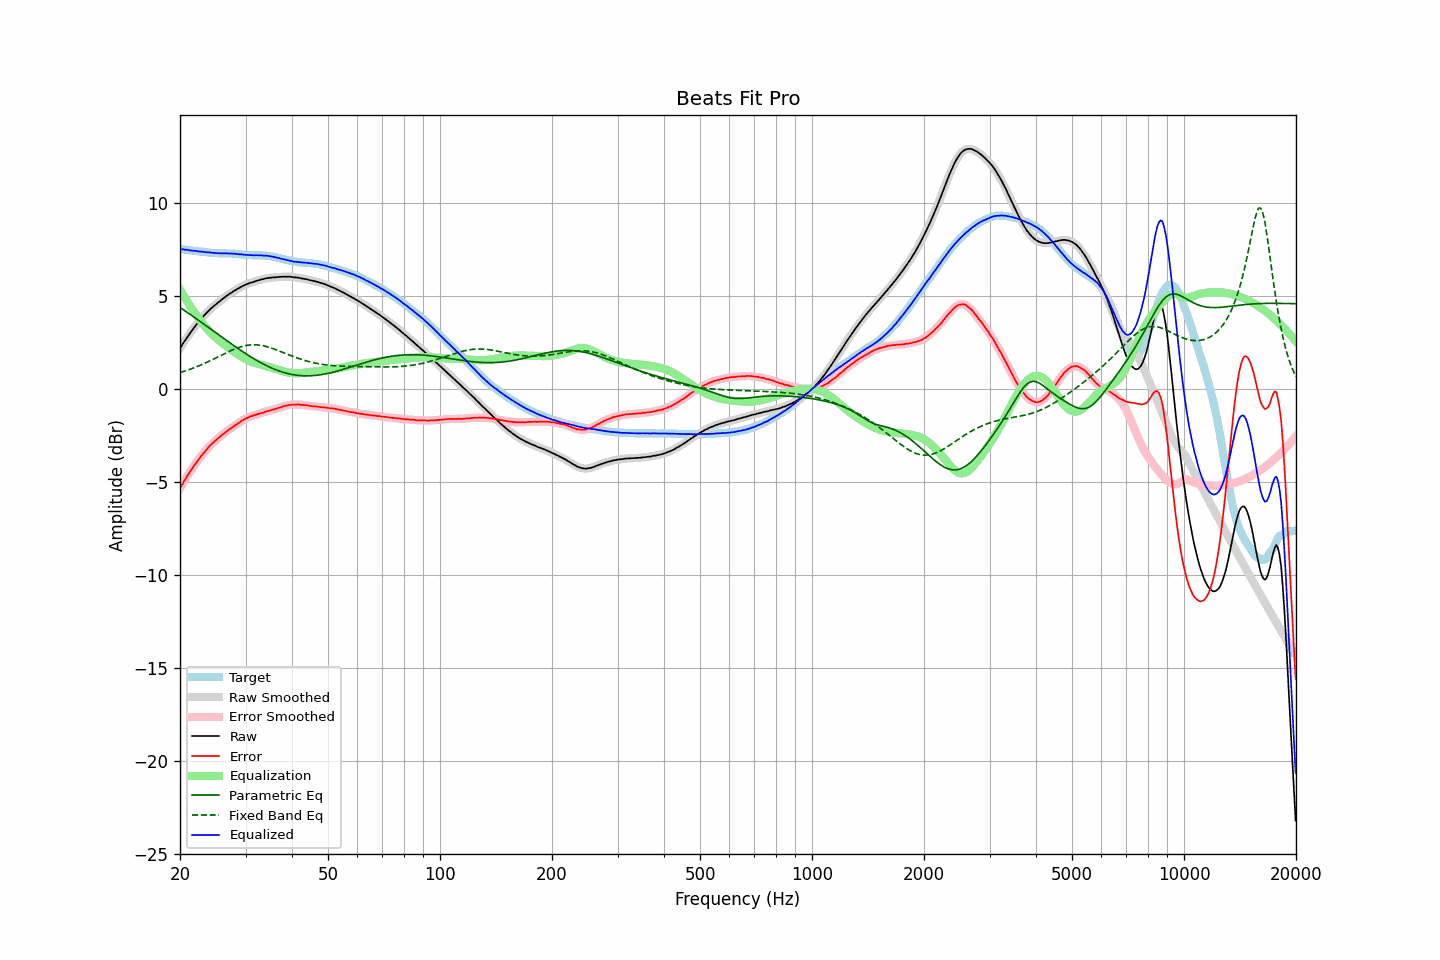 Beats Fit Pro
Amplitude (dBr)
10
5
0
−5
−10
−15
−20
−25
Target
Raw Smoothed
Error Smoothed
Raw
Error
Equalization
Parametric Eq
Fixed Band Eq
Equalized
20 50 100 200 500 1000 2000 5000 10000 20000
Frequency (Hz)